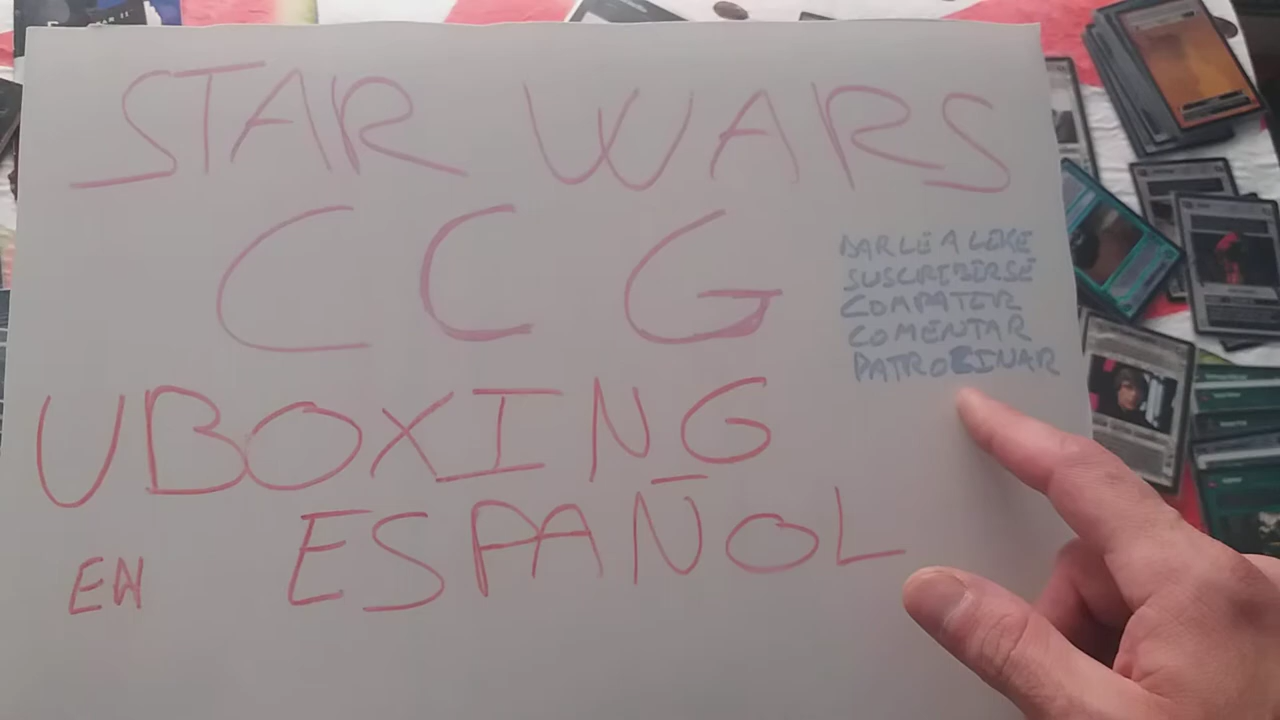 STAR WARS
CCG
UBOXING
EN ESPAÑOL
DARLE A LIKE
SUSCRIBIRSE
COMPATIR
COMENTAR
PATROCINAR